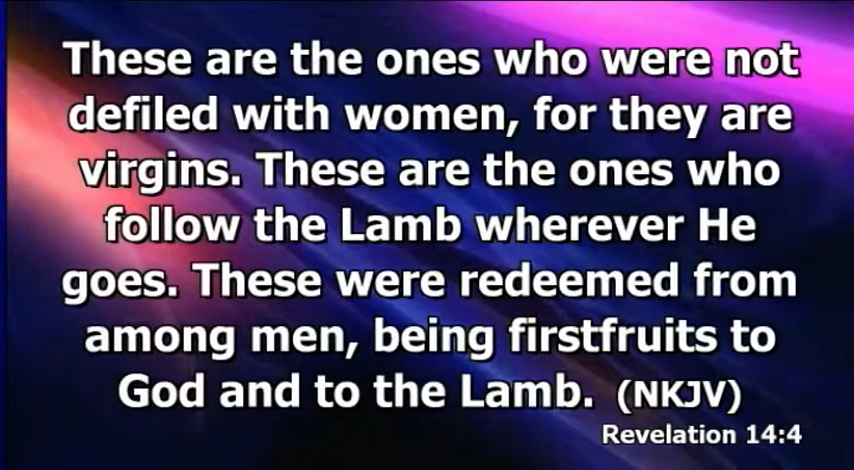 These are the ones who were not
defiled with women, for they are
virgins. These are the ones who
follow the Lamb wherever He
goes. These were redeemed from
among men, being firstfruits to
God and to the Lamb. (NKJV)
Revelation 14:4